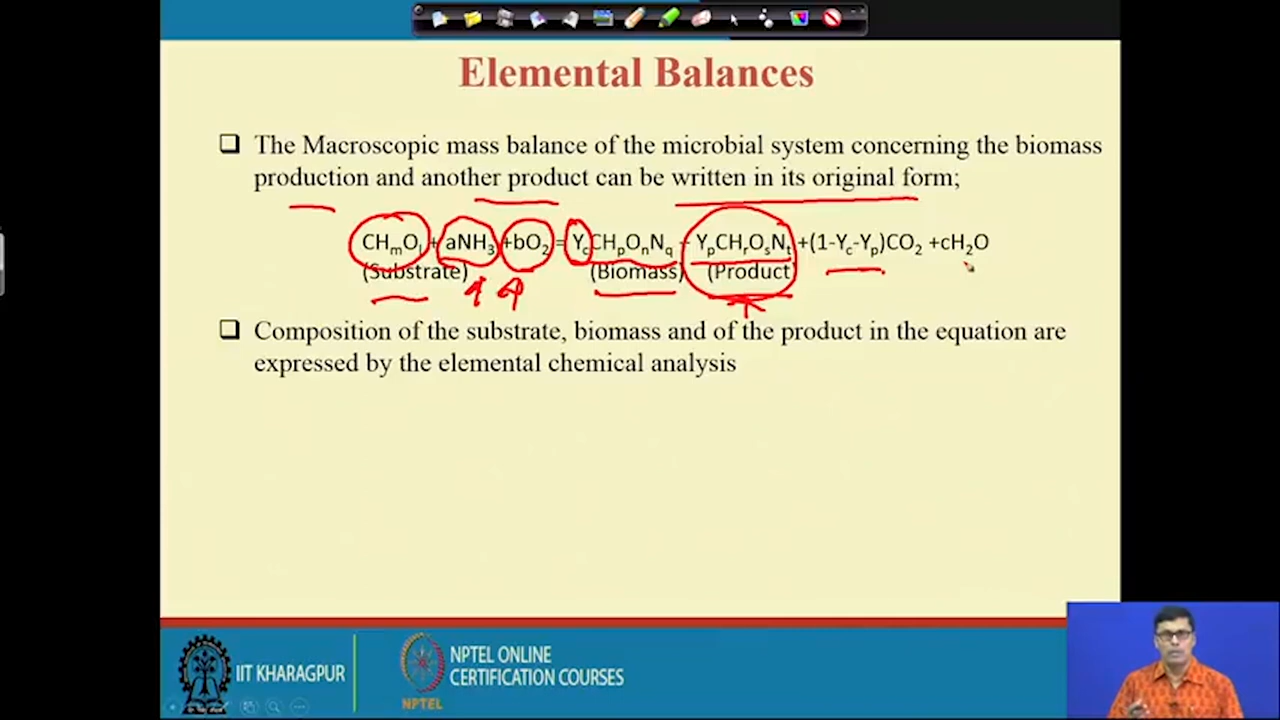 Elemental Balances
❑ The Macroscopic mass balance of the microbial system concerning the biomass
production and another product can be written in its original form;
CHₘOₗ + aNH₃ +bO₂ = Y꜀CHₚOₙN_q + YₚCHᵣOₛNₜ +(1-Y꜀-Yₚ)CO₂ +cH₂O
(Substrate) (Biomass) (Product)
❑ Composition of the substrate, biomass and of the product in the equation are
expressed by the elemental chemical analysis
IIT KHARAGPUR
NPTEL
NPTEL ONLINE
CERTIFICATION COURSES